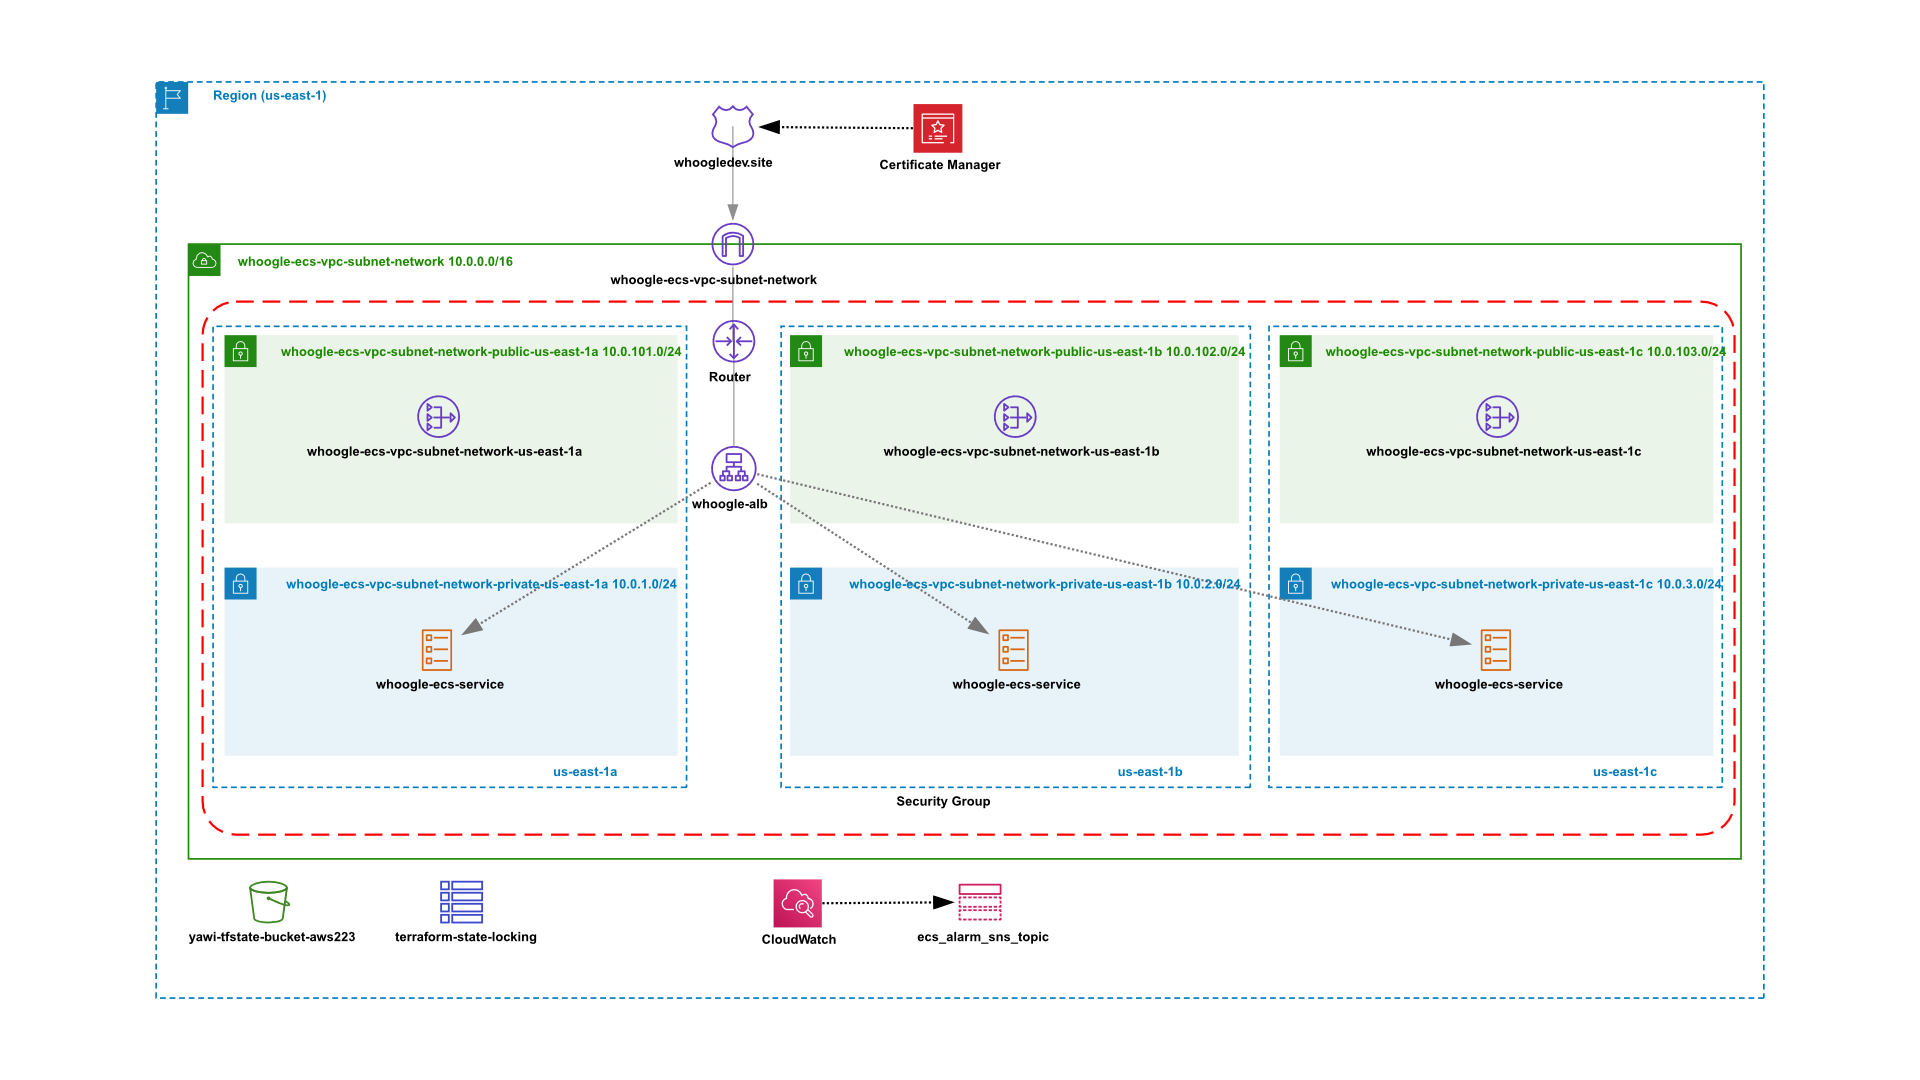 Region (us-east-1)
whoogledev.site
Certificate Manager
whoogle-ecs-vpc-subnet-network 10.0.0.0/16
whoogle-ecs-vpc-subnet-network
whoogle-ecs-vpc-subnet-network-public-us-east-1a 10.0.101.0/24
Router
whoogle-ecs-vpc-subnet-network-public-us-east-1b 10.0.102.0/24
whoogle-ecs-vpc-subnet-network-public-us-east-1c 10.0.103.0/24
whoogle-ecs-vpc-subnet-network-us-east-1a
whoogle-ecs-vpc-subnet-network-us-east-1b
whoogle-ecs-vpc-subnet-network-us-east-1c
whoogle-alb
whoogle-ecs-vpc-subnet-network-private-us-east-1a 10.0.1.0/24
whoogle-ecs-vpc-subnet-network-private-us-east-1b 10.0.2.0/24
whoogle-ecs-vpc-subnet-network-private-us-east-1c 10.0.3.0/24
whoogle-ecs-service
whoogle-ecs-service
whoogle-ecs-service
us-east-1a
us-east-1b
us-east-1c
Security Group
yawi-tfstate-bucket-aws223
terraform-state-locking
CloudWatch
ecs_alarm_sns_topic